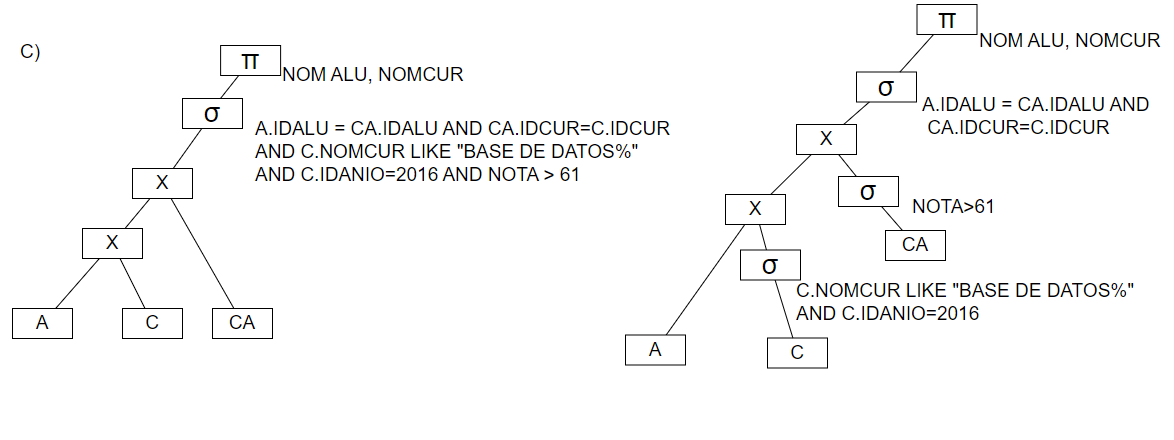 C)
π
NOM ALU, NOMCUR
σ
A.IDALU = CA.IDALU AND CA.IDCUR=C.IDCUR
AND C.NOMCUR LIKE "BASE DE DATOS%"
AND C.IDANIO=2016 AND NOTA > 61
X
X
A
C
CA
π
NOM ALU, NOMCUR
σ
A.IDALU = CA.IDALU AND
CA.IDCUR=C.IDCUR
X
σ
NOTA>61
X
CA
σ
C.NOMCUR LIKE "BASE DE DATOS%"
AND C.IDANIO=2016
A
C